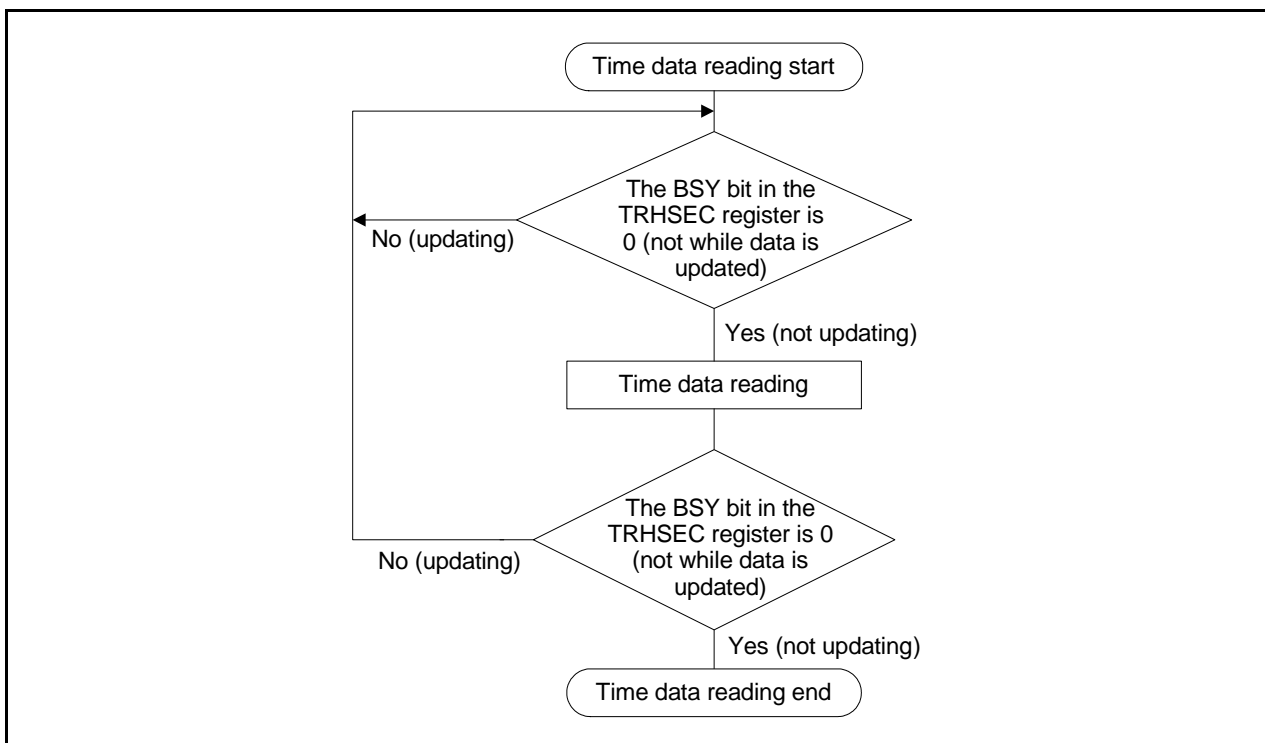 Time data reading start
The BSY bit in the
TRHSEC register is
0 (not while data is
updated)
No (updating)
Yes (not updating)
Time data reading
The BSY bit in the
TRHSEC register is 0
(not while data is
updated)
No (updating)
Yes (not updating)
Time data reading end